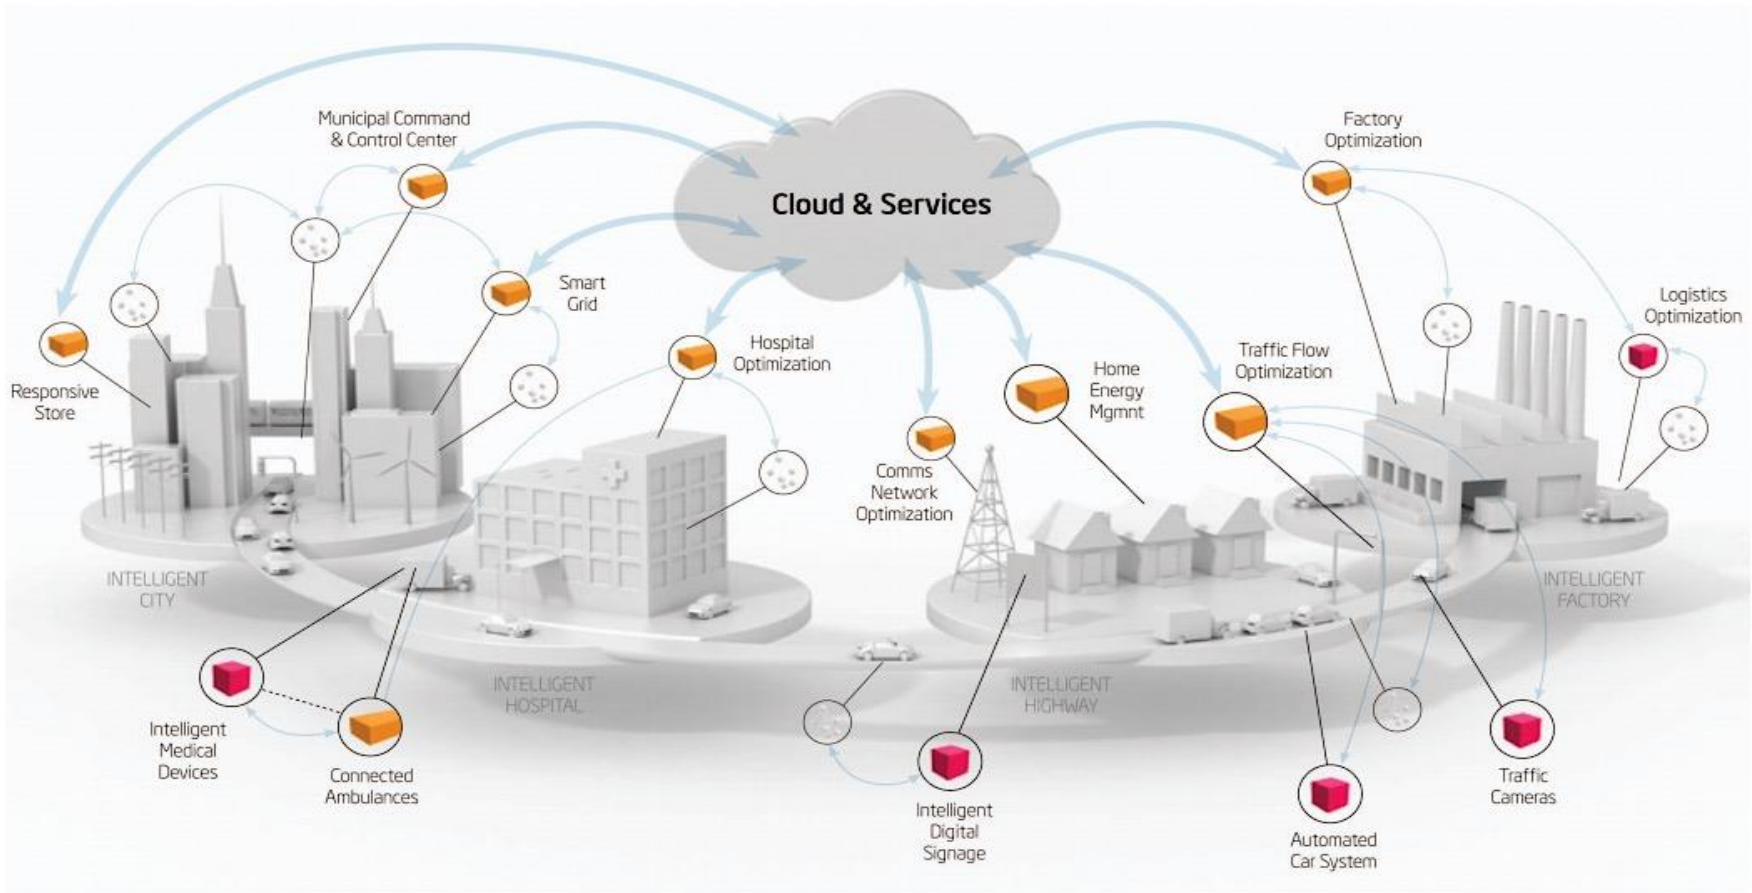 Municipal Command
& Control Center
Factory
Optimization
Cloud & Services
Smart
Grid
Logistics
Optimization
Hospital
Optimization
Traffic Flow
Optimization
Home
Energy
Mgmnt
Responsive
Store
Comms
Network
Optimization
INTELLIGENT
CITY
INTELLIGENT
FACTORY
INTELLIGENT
HOSPITAL
INTELLIGENT
HIGHWAY
Intelligent
Medical
Devices
Connected
Ambulances
Intelligent
Digital
Signage
Automated
Car System
Traffic
Cameras